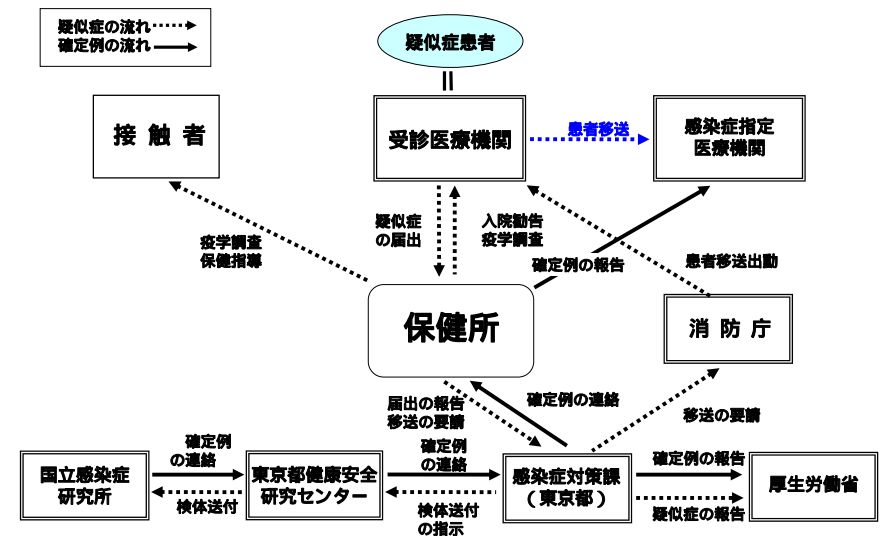 疑似症の流れ
確定例の流れ
疑似症患者
接 触 者
受診医療機関
患者移送
感染症指定
医療機関
疫学調査
保健指導
疑似症
の届出
入院勧告
疫学調査
確定例の報告
患者移送出動
保健所
消 防 庁
届出の報告
移送の要請
確定例の連絡
移送の要請
国立感染症
研究所
確定例
の連絡
検体送付
東京都健康安全
研究センター
確定例
の連絡
検体送付
の指示
感染症対策課
（東京都）
確定例の報告
疑似症の報告
厚生労働省